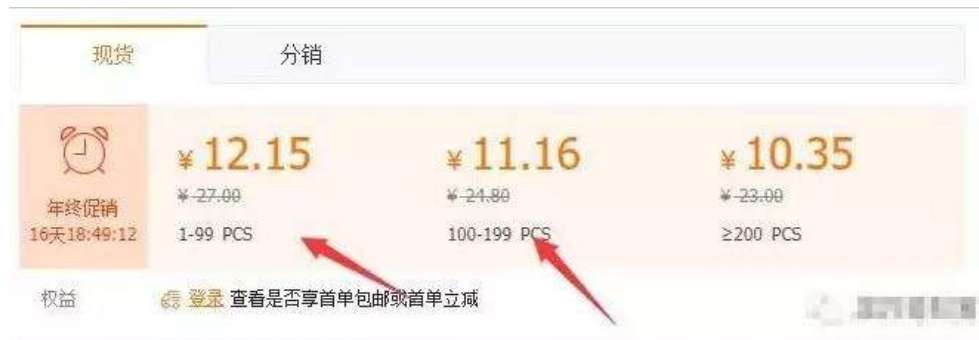 现货 分销
¥ 12.15 ¥ 11.16 ¥ 10.35
¥ 27.00 ¥ 24.80 ¥ 23.00
年终促销
16天18:49:12 1-99 PCS 100-199 PCS ≥200 PCS
权益 登录 查看是否享首单包邮或首单立减